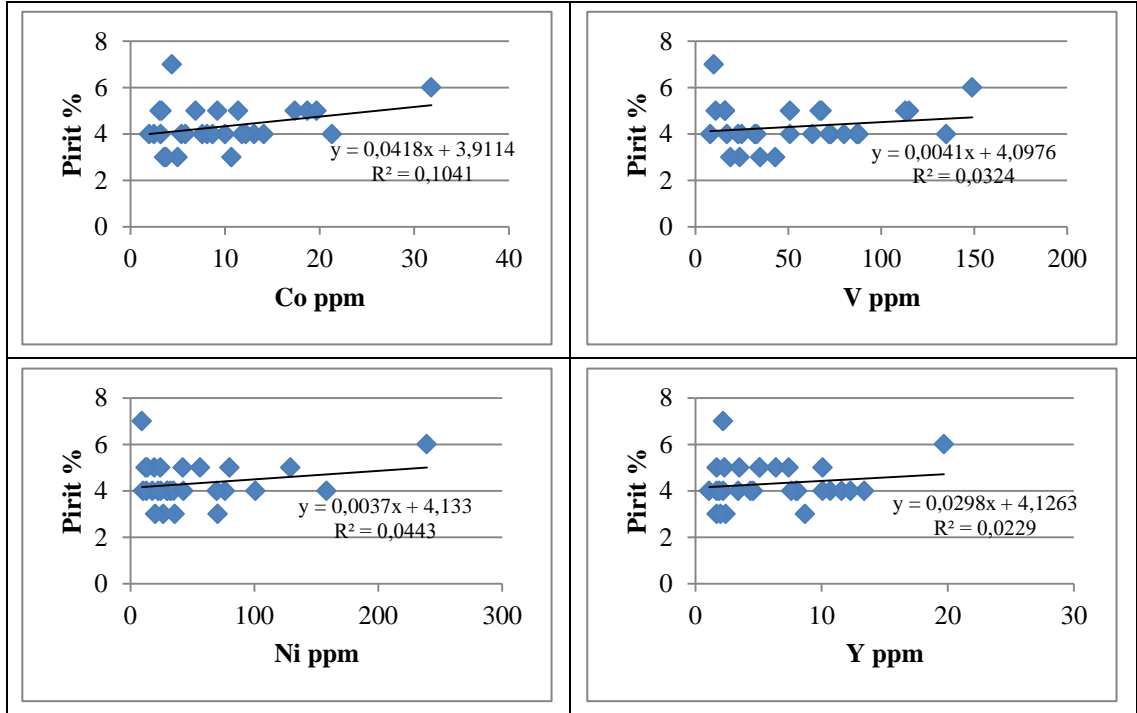 8
6
4
2
0
Pirit %
y = 0,0418x + 3,9114
R² = 0,1041
0 10 20 30 40
Co ppm
8
6
4
2
0
Pirit %
y = 0,0041x + 4,0976
R² = 0,0324
0 50 100 150 200
V ppm
8
6
4
2
0
Pirit %
y = 0,0037x + 4,133
R² = 0,0443
0 100 200 300
Ni ppm
8
6
4
2
0
Pirit %
y = 0,0298x + 4,1263
R² = 0,0229
0 10 20 30
Y ppm